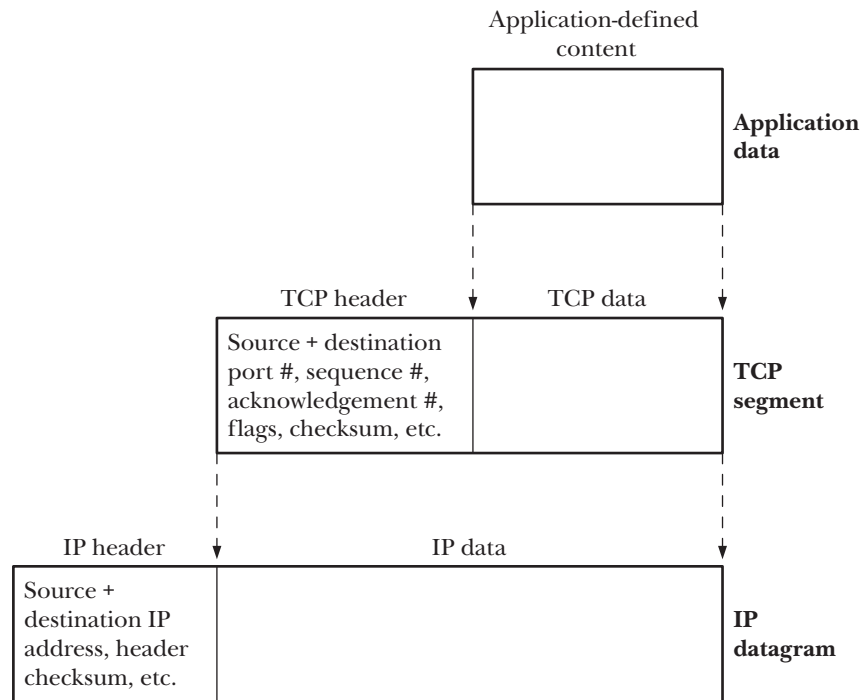 Application-defined
content
Application
data
TCP header
TCP data
Source + destination
port #, sequence #,
acknowledgement #,
flags, checksum, etc.
TCP
segment
IP header
IP data
Source +
destination IP
address, header
checksum, etc.
IP
datagram